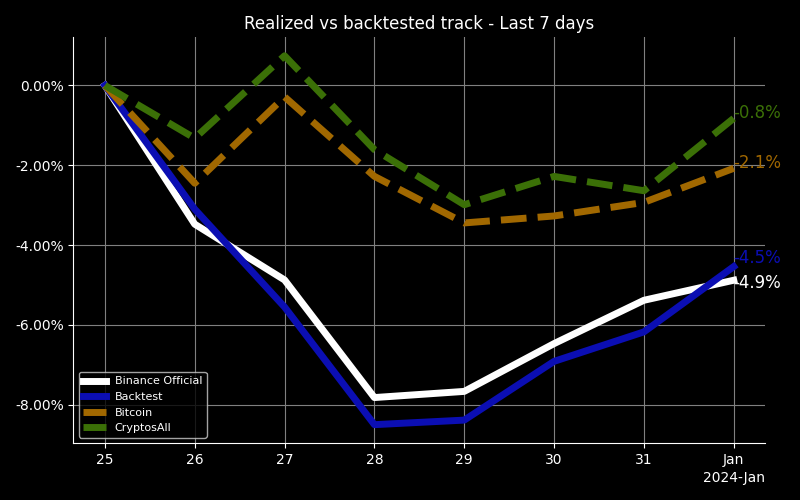 Realized vs backtested track - Last 7 days
0.00%
-2.00%
-4.00%
-6.00%
-8.00%
-0.8%
-2.1%
-4.5%
-4.9%
Binance Official
Backtest
Bitcoin
CryptosAll
25 26 27 28 29 30 31 Jan
2024-Jan